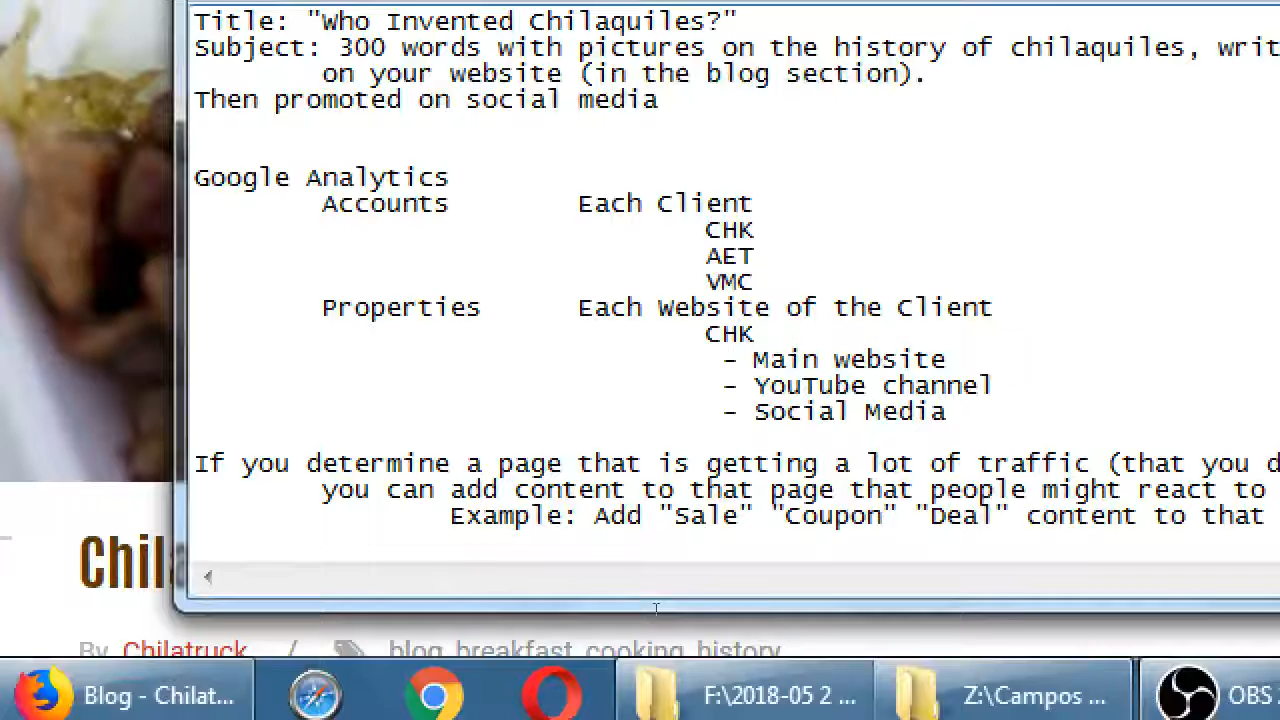 Title: "Who Invented Chilaquiles?"
Subject: 300 words with pictures on the history of chilaquiles,
on your website (in the blog section).
Then promoted on social media
Google Analytics
Accounts Each Client
CHK
AET
VMC
Properties Each Website of the Client
CHK
- Main website
- YouTube channel
- Social Media
If you determine a page that is getting a lot of traffic (that you
you can add content to that page that people might react to
Example: Add "Sale" "Coupon" "Deal" content to that
By Chilatruck / blog breakfast cooking history
Blog - Chilat... F:\2018-05 2 ... Z:\Campos ... OBS